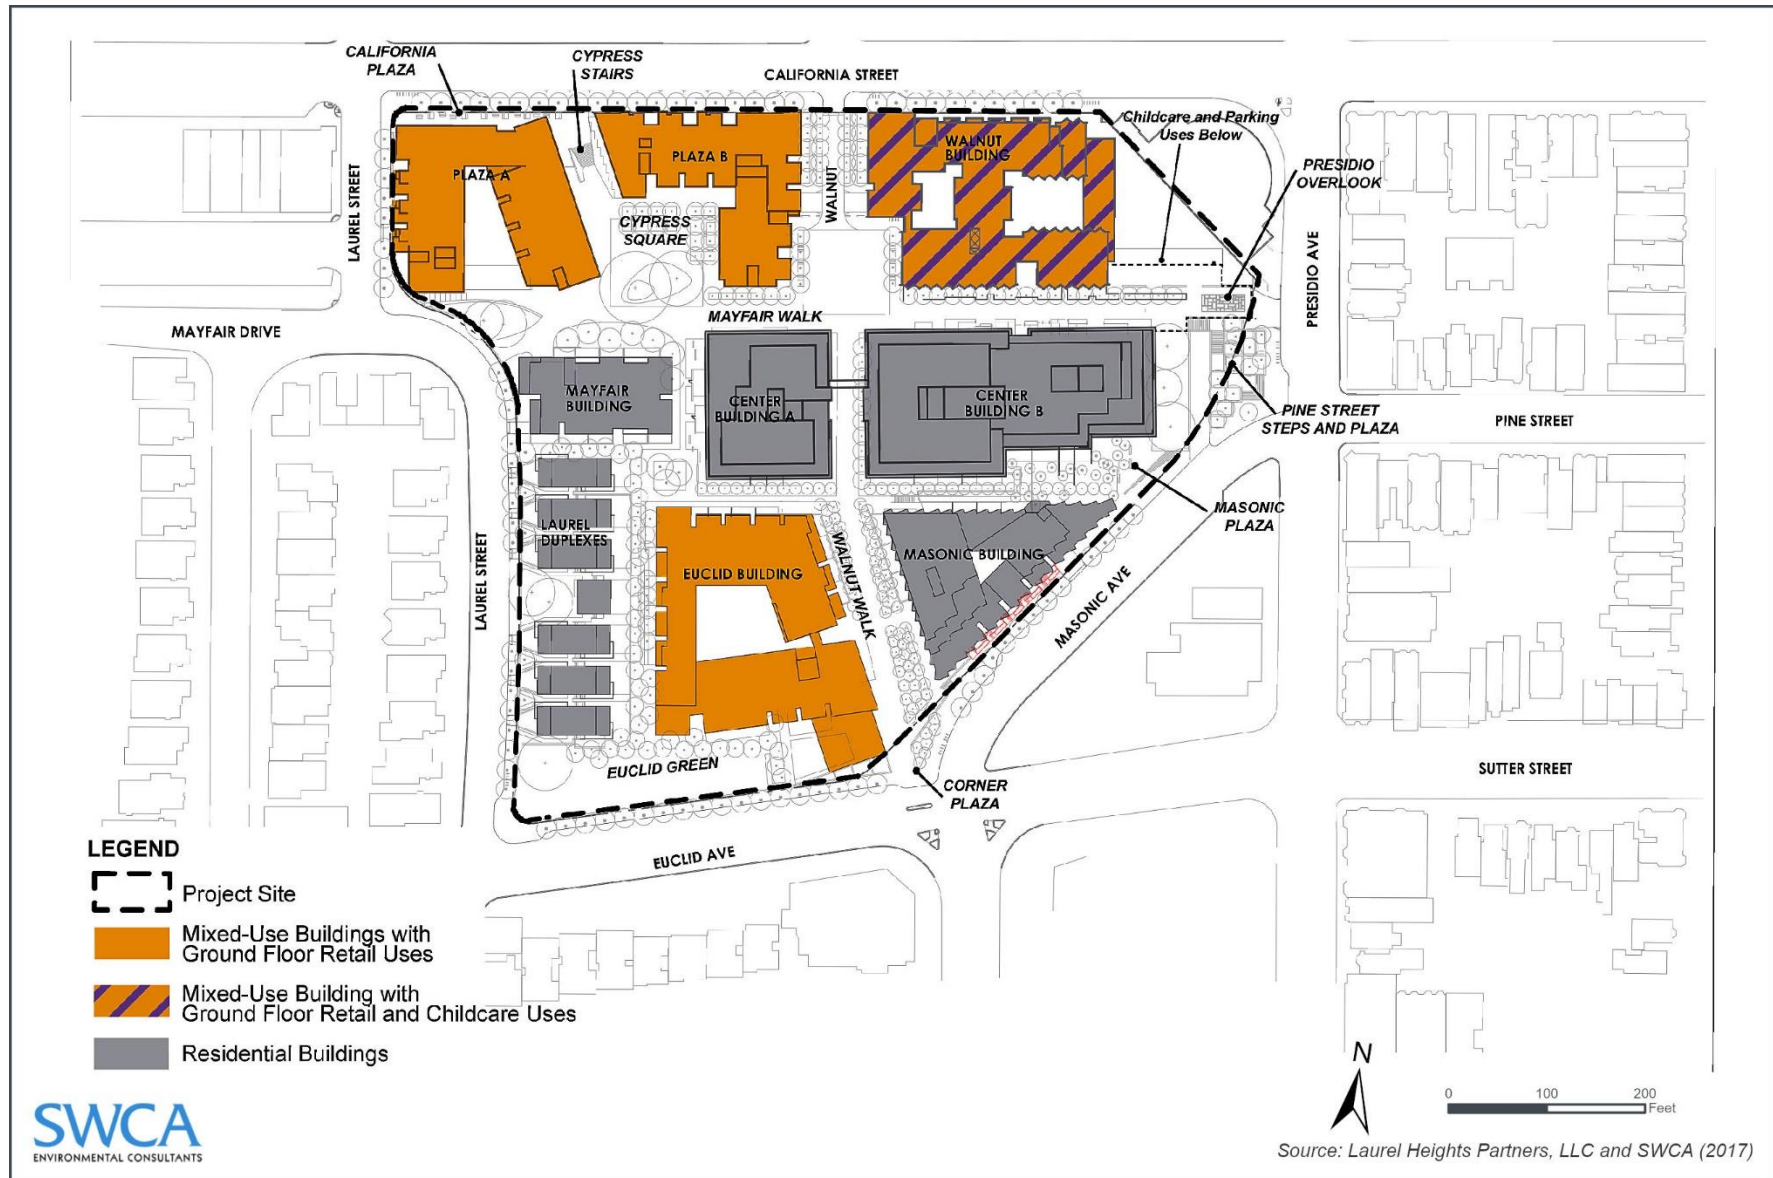 CALIFORNIA
PLAZA
CYPRESS
STAIRS
CALIFORNIA STREET
Childcare and Parking
Uses Below
WALNUT
BUILDING
PLAZA B
PLAZA A
PRESIDIO
OVERLOOK
LAUREL STREET
WALNUT
CYPRESS
SQUARE
PRESIDIO AVE
MAYFAIR DRIVE
MAYFAIR WALK
MAYFAIR
BUILDING
CENTER
BUILDING A
CENTER
BUILDING B
PINE STREET
STEPS AND PLAZA
PINE STREET
MASONIC
PLAZA
LAUREL
DUPLEXES
LAUREL STREET
EUCLID BUILDING
WALNUT WALK
MASONIC BUILDING
MASONIC AVE
EUCLID GREEN
CORNER
PLAZA
SUTTER STREET
EUCLID AVE
LEGEND
Project Site
Mixed-Use Buildings with
Ground Floor Retail Uses
Mixed-Use Building with
Ground Floor Retail and Childcare Uses
Residential Buildings
N
0 100 200
Feet
SWCA
ENVIRONMENTAL CONSULTANTS
Source: Laurel Heights Partners, LLC and SWCA (2017)